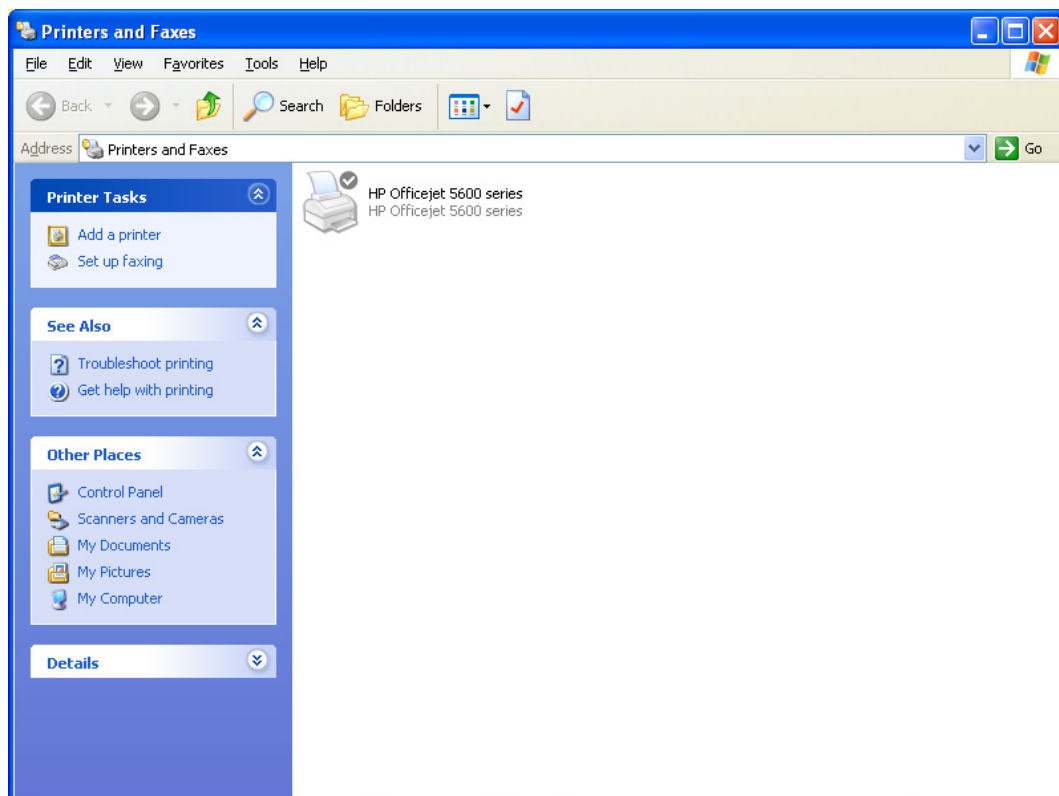 Printers and Faxes
File Edit View Favorites Tools Help
Back Search Folders
Address Printers and Faxes Go
Printer Tasks
Add a printer
Set up faxing
See Also
Troubleshoot printing
Get help with printing
Other Places
Control Panel
Scanners and Cameras
My Documents
My Pictures
My Computer
Details
HP Officejet 5600 series
HP Officejet 5600 series